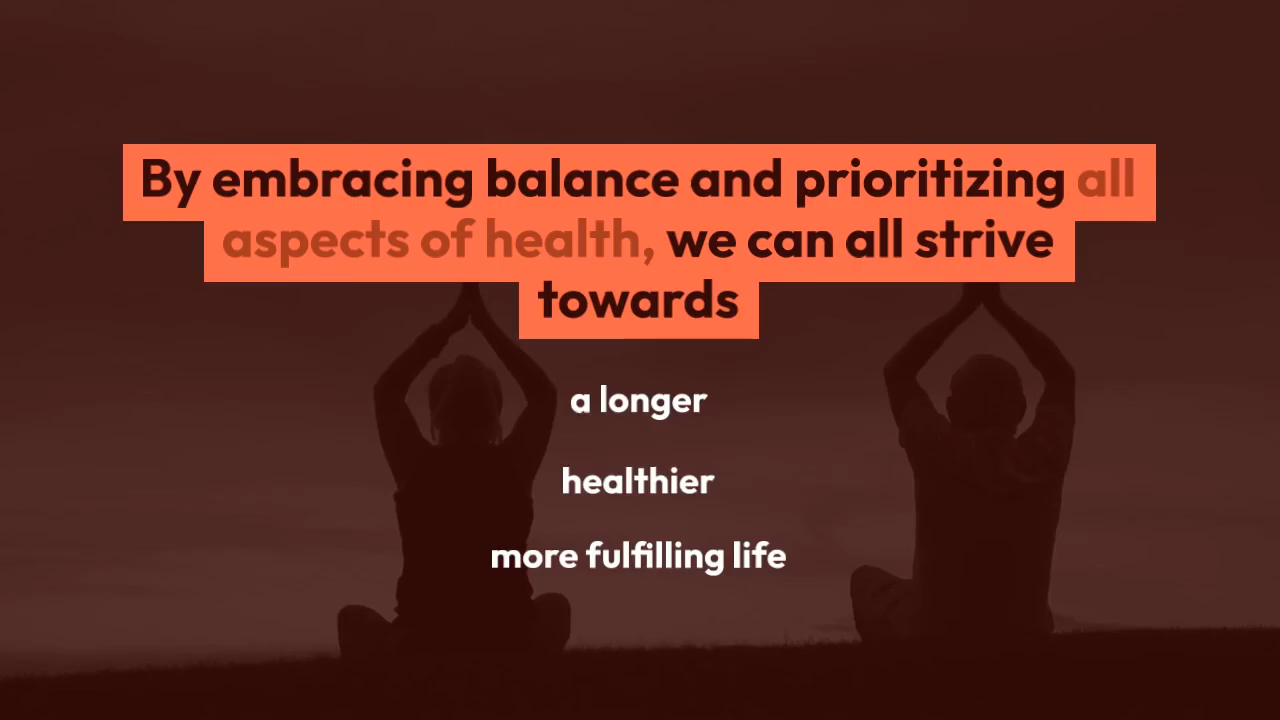 By embracing balance and prioritizing all
aspects of health, we can all strive
towards
a longer
healthier
more fulfilling life